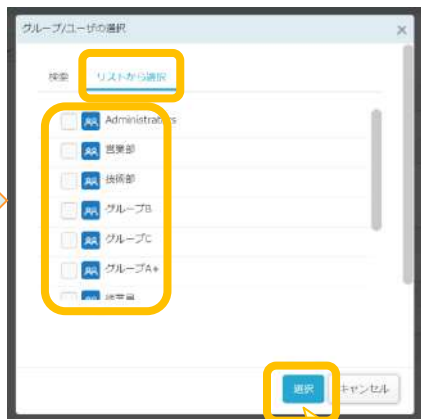 グループ/ユーザの選択
検索 リストから選択
Administrators
営業部
技術部
グループB
グループC
グループA+
選択 キャンセル